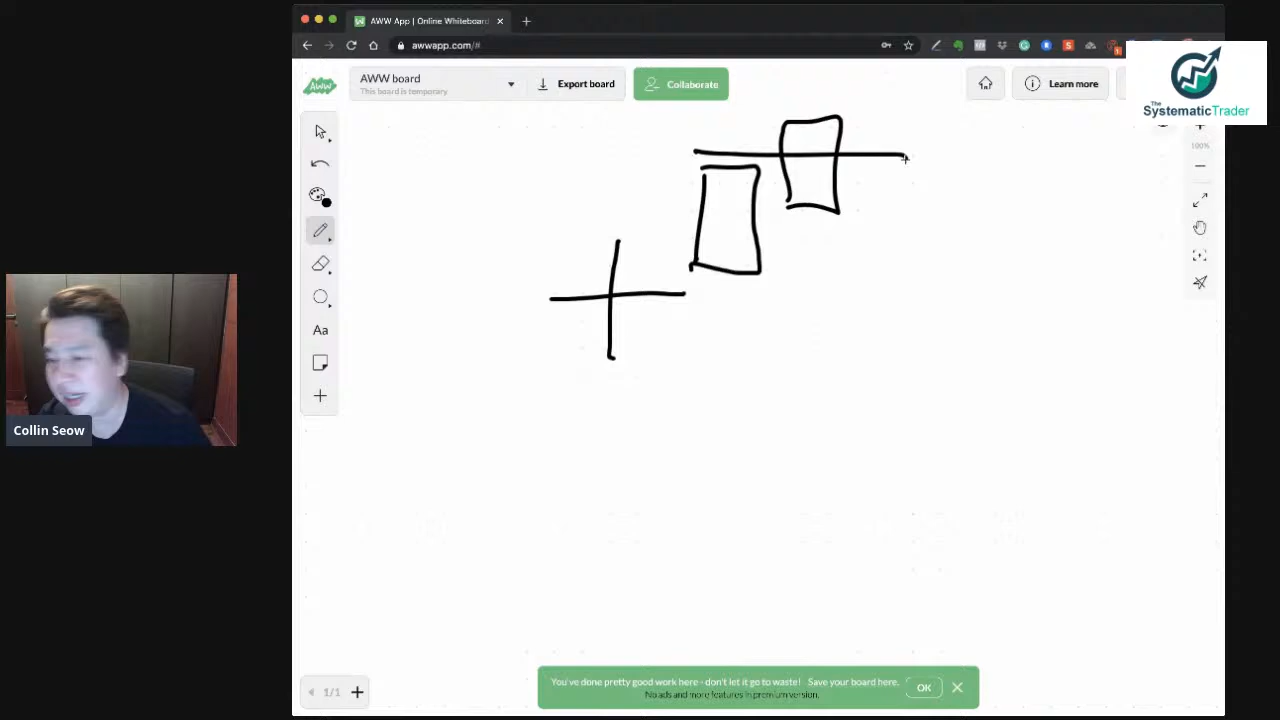 AWW App | Online Whiteboard
awwapp.com/#
AWW board
This board is temporary
Export board
Collaborate
Learn more
The
SystematicTrader
100%
Aa
Collin Seow
1/1
You've done pretty good work here - don't let it go to waste! Save your board here.
No ads and more features in premium version.
OK